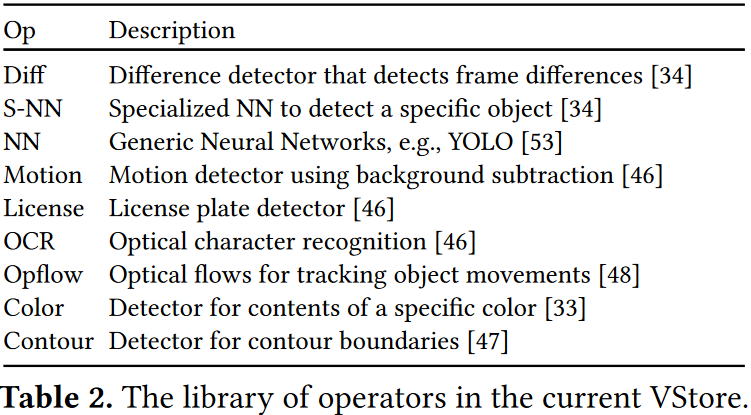 Op Description
Diff Difference detector that detects frame differences [34]
S-NN Specialized NN to detect a specific object [34]
NN Generic Neural Networks, e.g., YOLO [53]
Motion Motion detector using background subtraction [46]
License License plate detector [46]
OCR Optical character recognition [46]
Opflow Optical flows for tracking object movements [48]
Color Detector for contents of a specific color [33]
Contour Detector for contour boundaries [47]
Table 2. The library of operators in the current VStore.